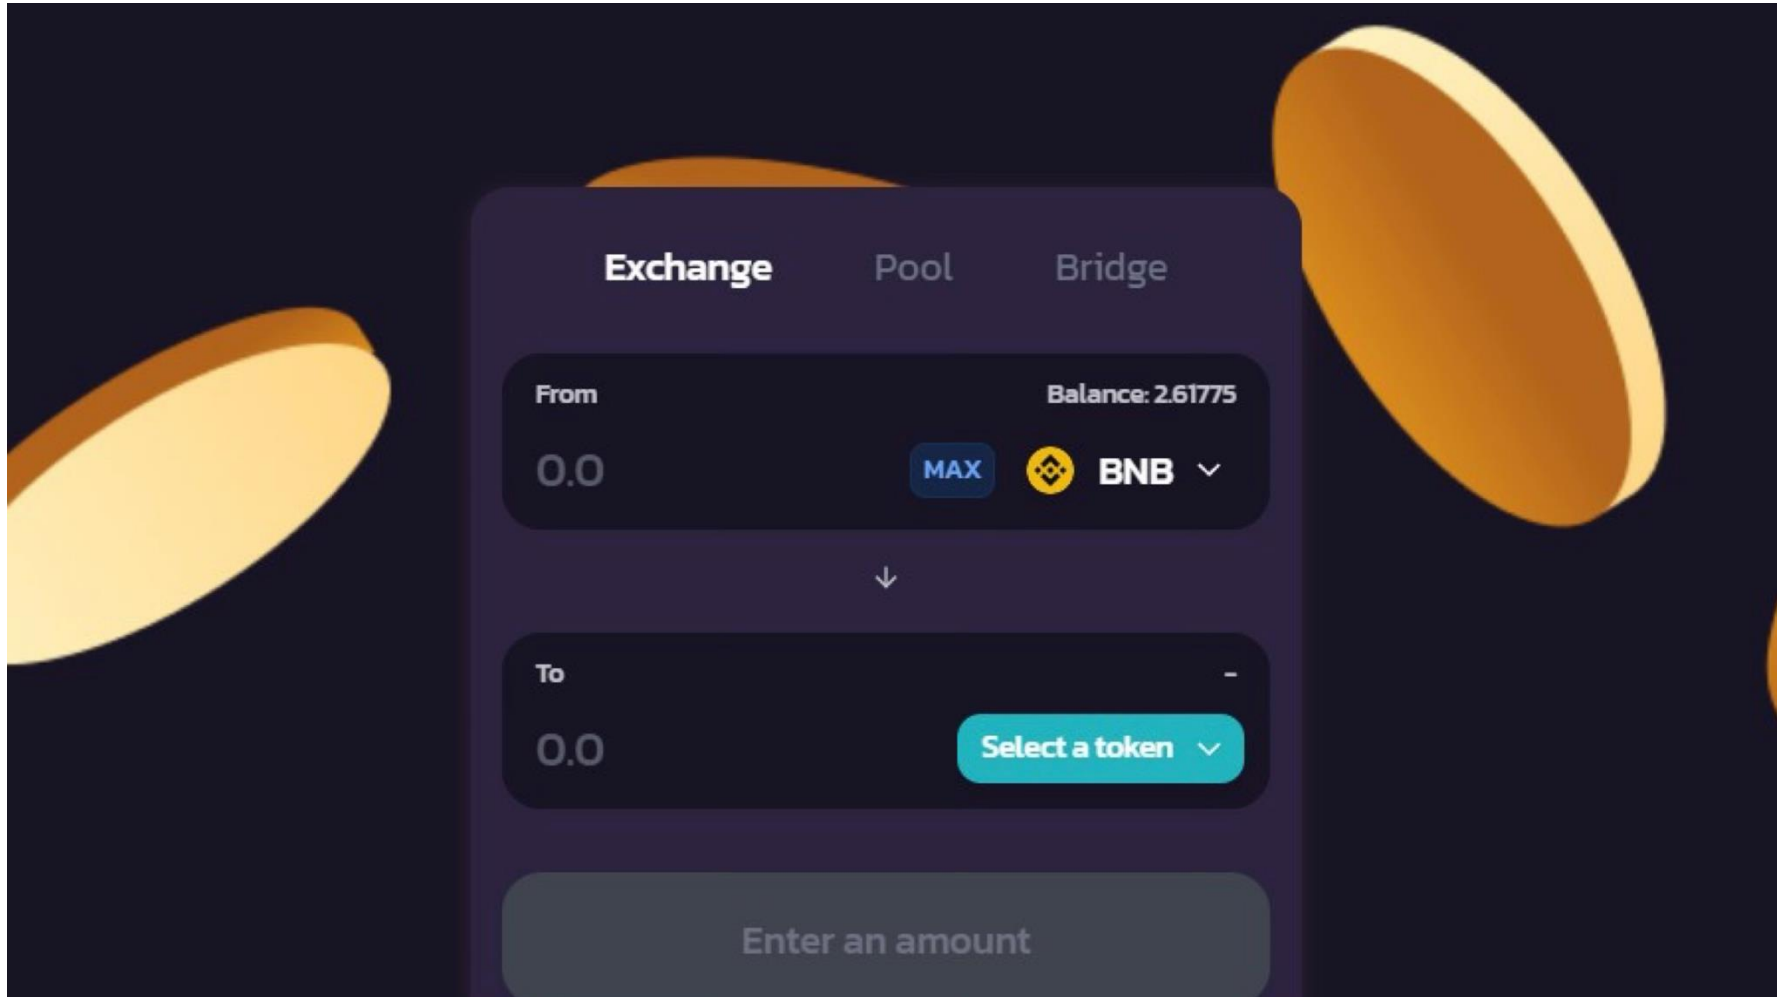 Exchange Pool Bridge
From Balance: 2.61775
0.0 MAX BNB
To -
0.0 Select a token
Enter an amount